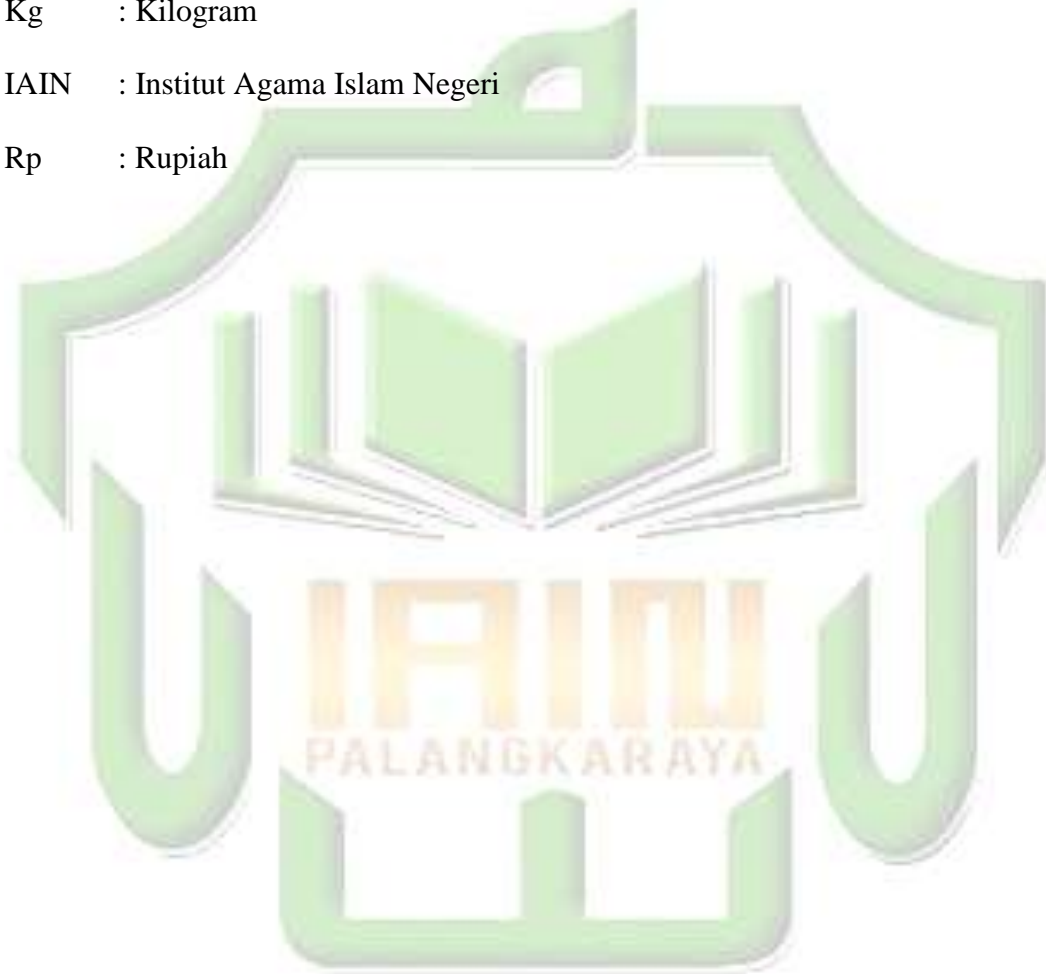 Kg : Kilogram
IAIN : Institut Agama Islam Negeri
Rp : Rupiah
IAIN
PALANGKARAYA